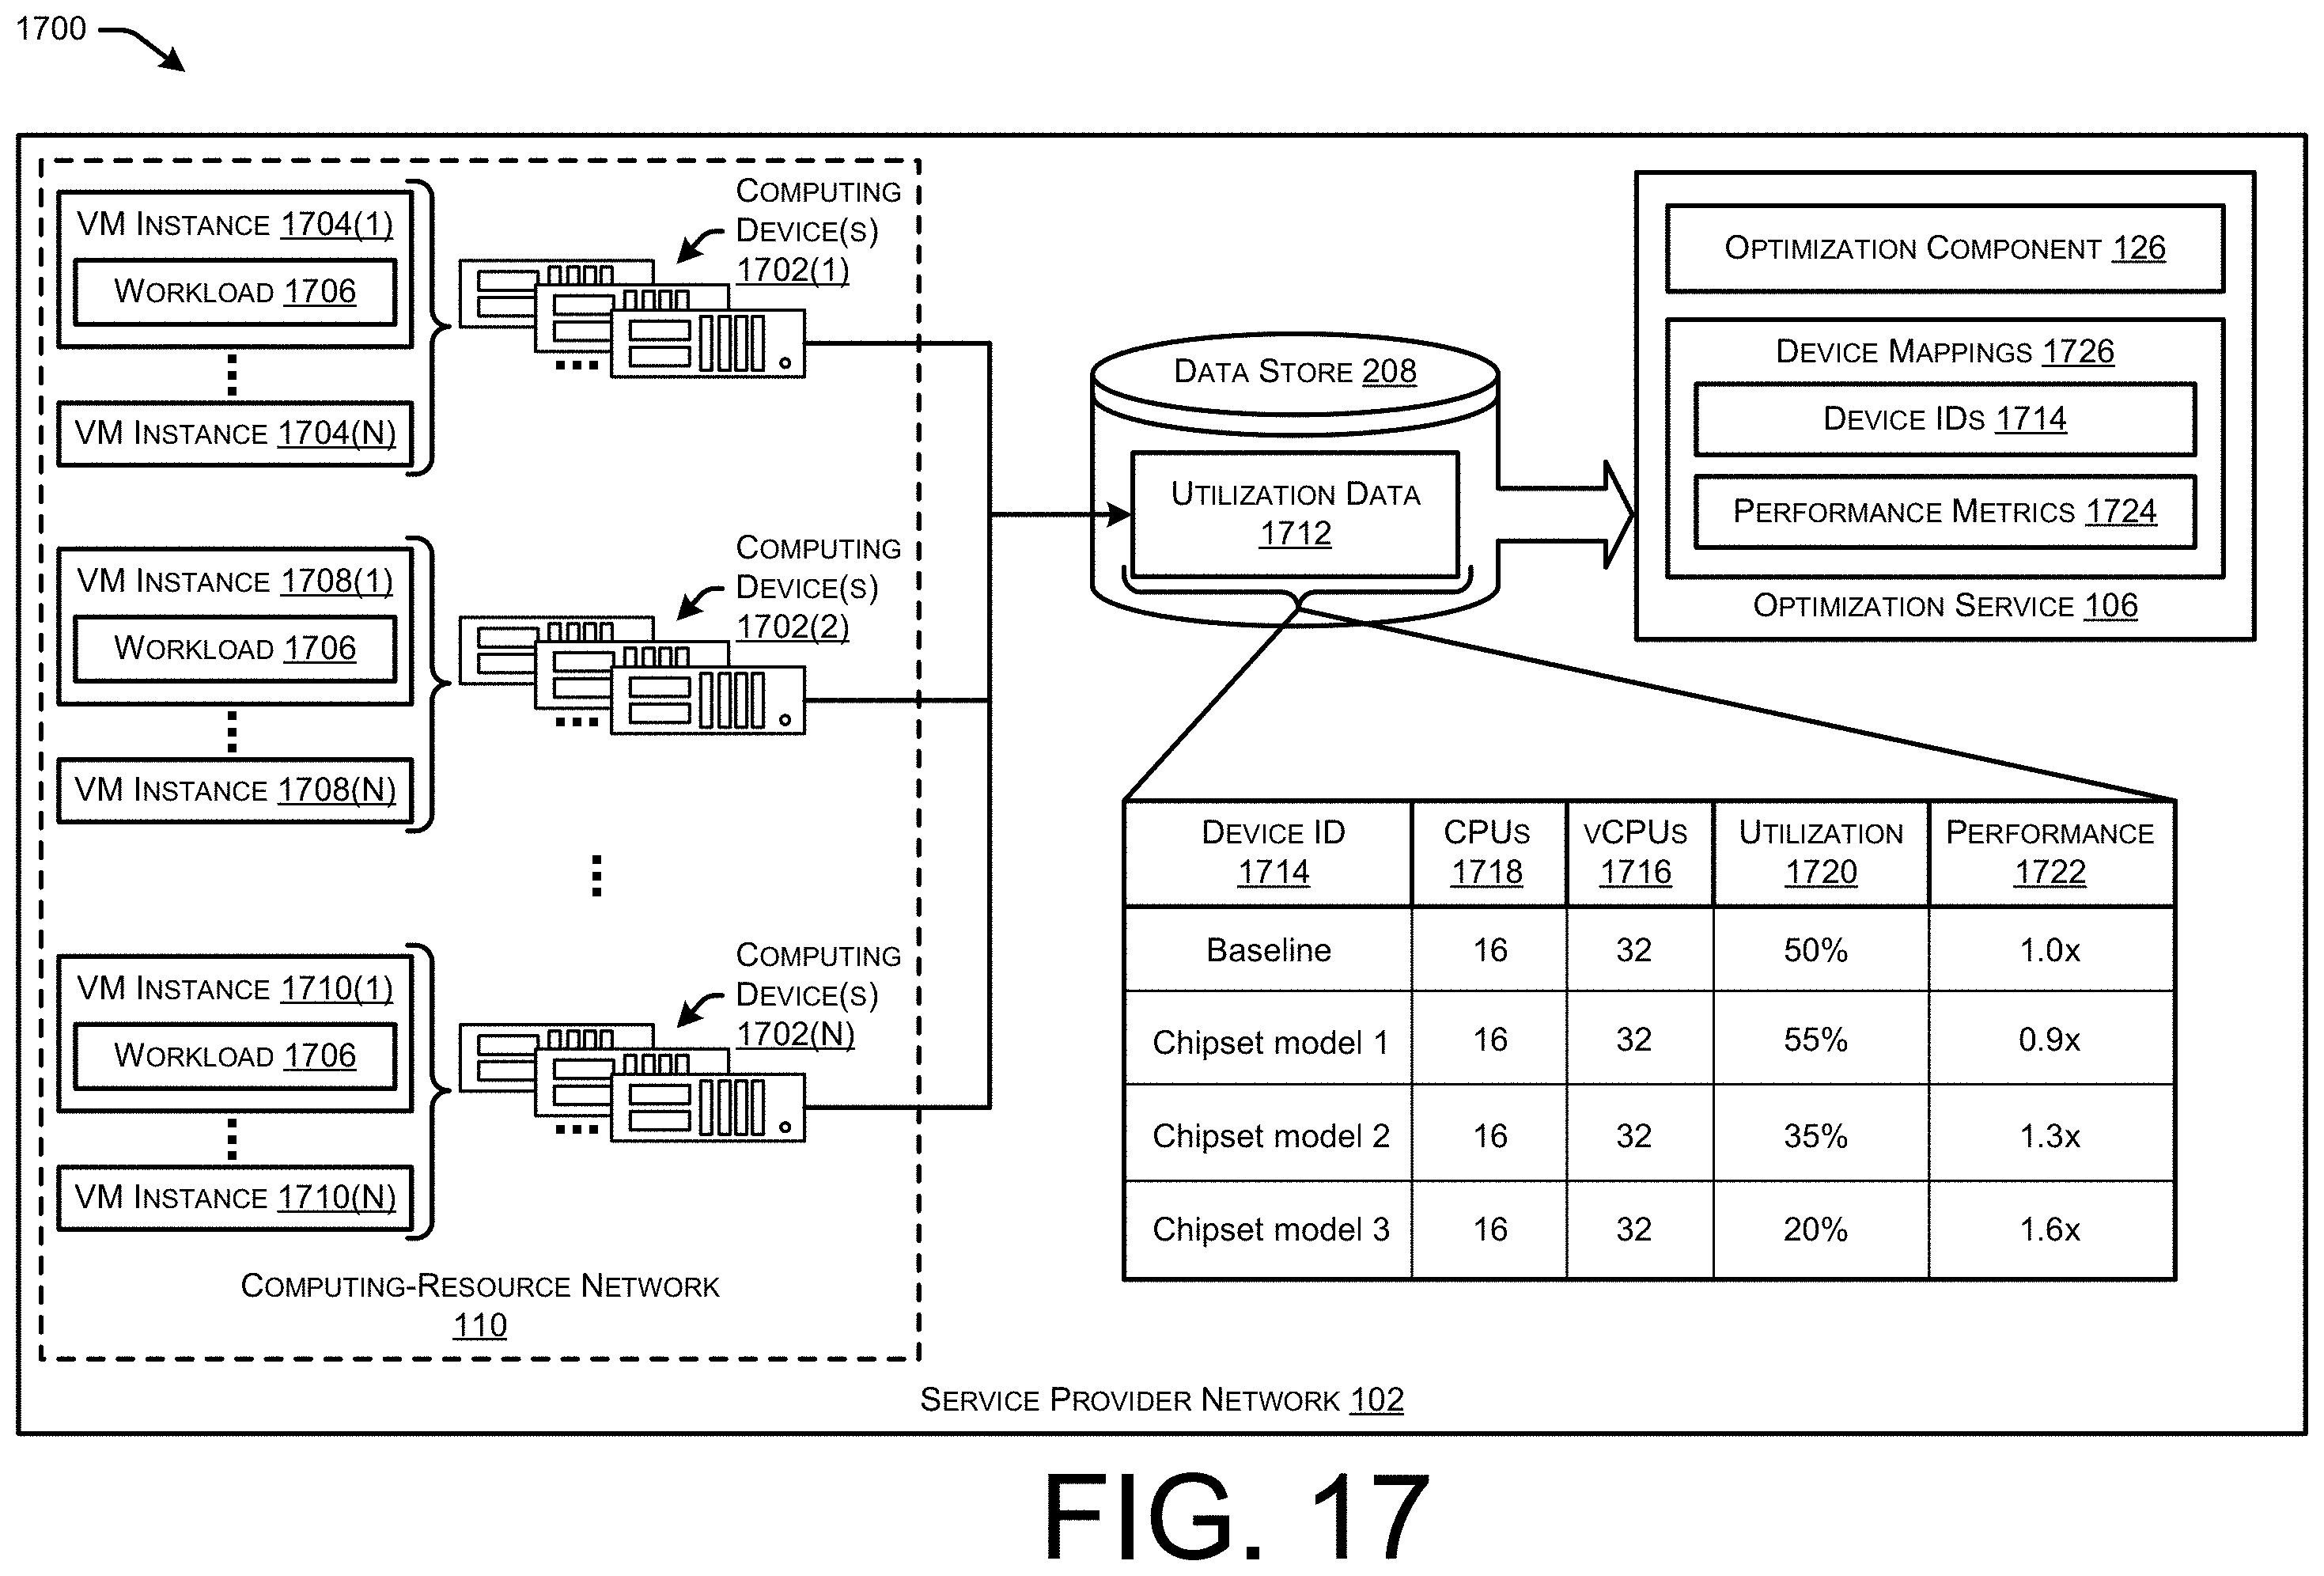 1700
VM Instance 1704(1)
Workload 1706
VM Instance 1704(N)
Computing
Device(s)
1702(1)
VM Instance 1708(1)
Workload 1706
VM Instance 1708(N)
Computing
Device(s)
1702(2)
VM Instance 1710(1)
Workload 1706
VM Instance 1710(N)
Computing
Device(s)
1702(N)
Computing-Resource Network
110
Data Store 208
Utilization Data
1712
Optimization Component 126
Device Mappings 1726
Device IDs 1714
Performance Metrics 1724
Optimization Service 106
Device ID 1714 CPUs 1718 vCPUs 1716 Utilization 1720 Performance 1722
Baseline 16 32 50% 1.0x
Chipset model 1 16 32 55% 0.9x
Chipset model 2 16 32 35% 1.3x
Chipset model 3 16 32 20% 1.6x
Service Provider Network 102
FIG. 17